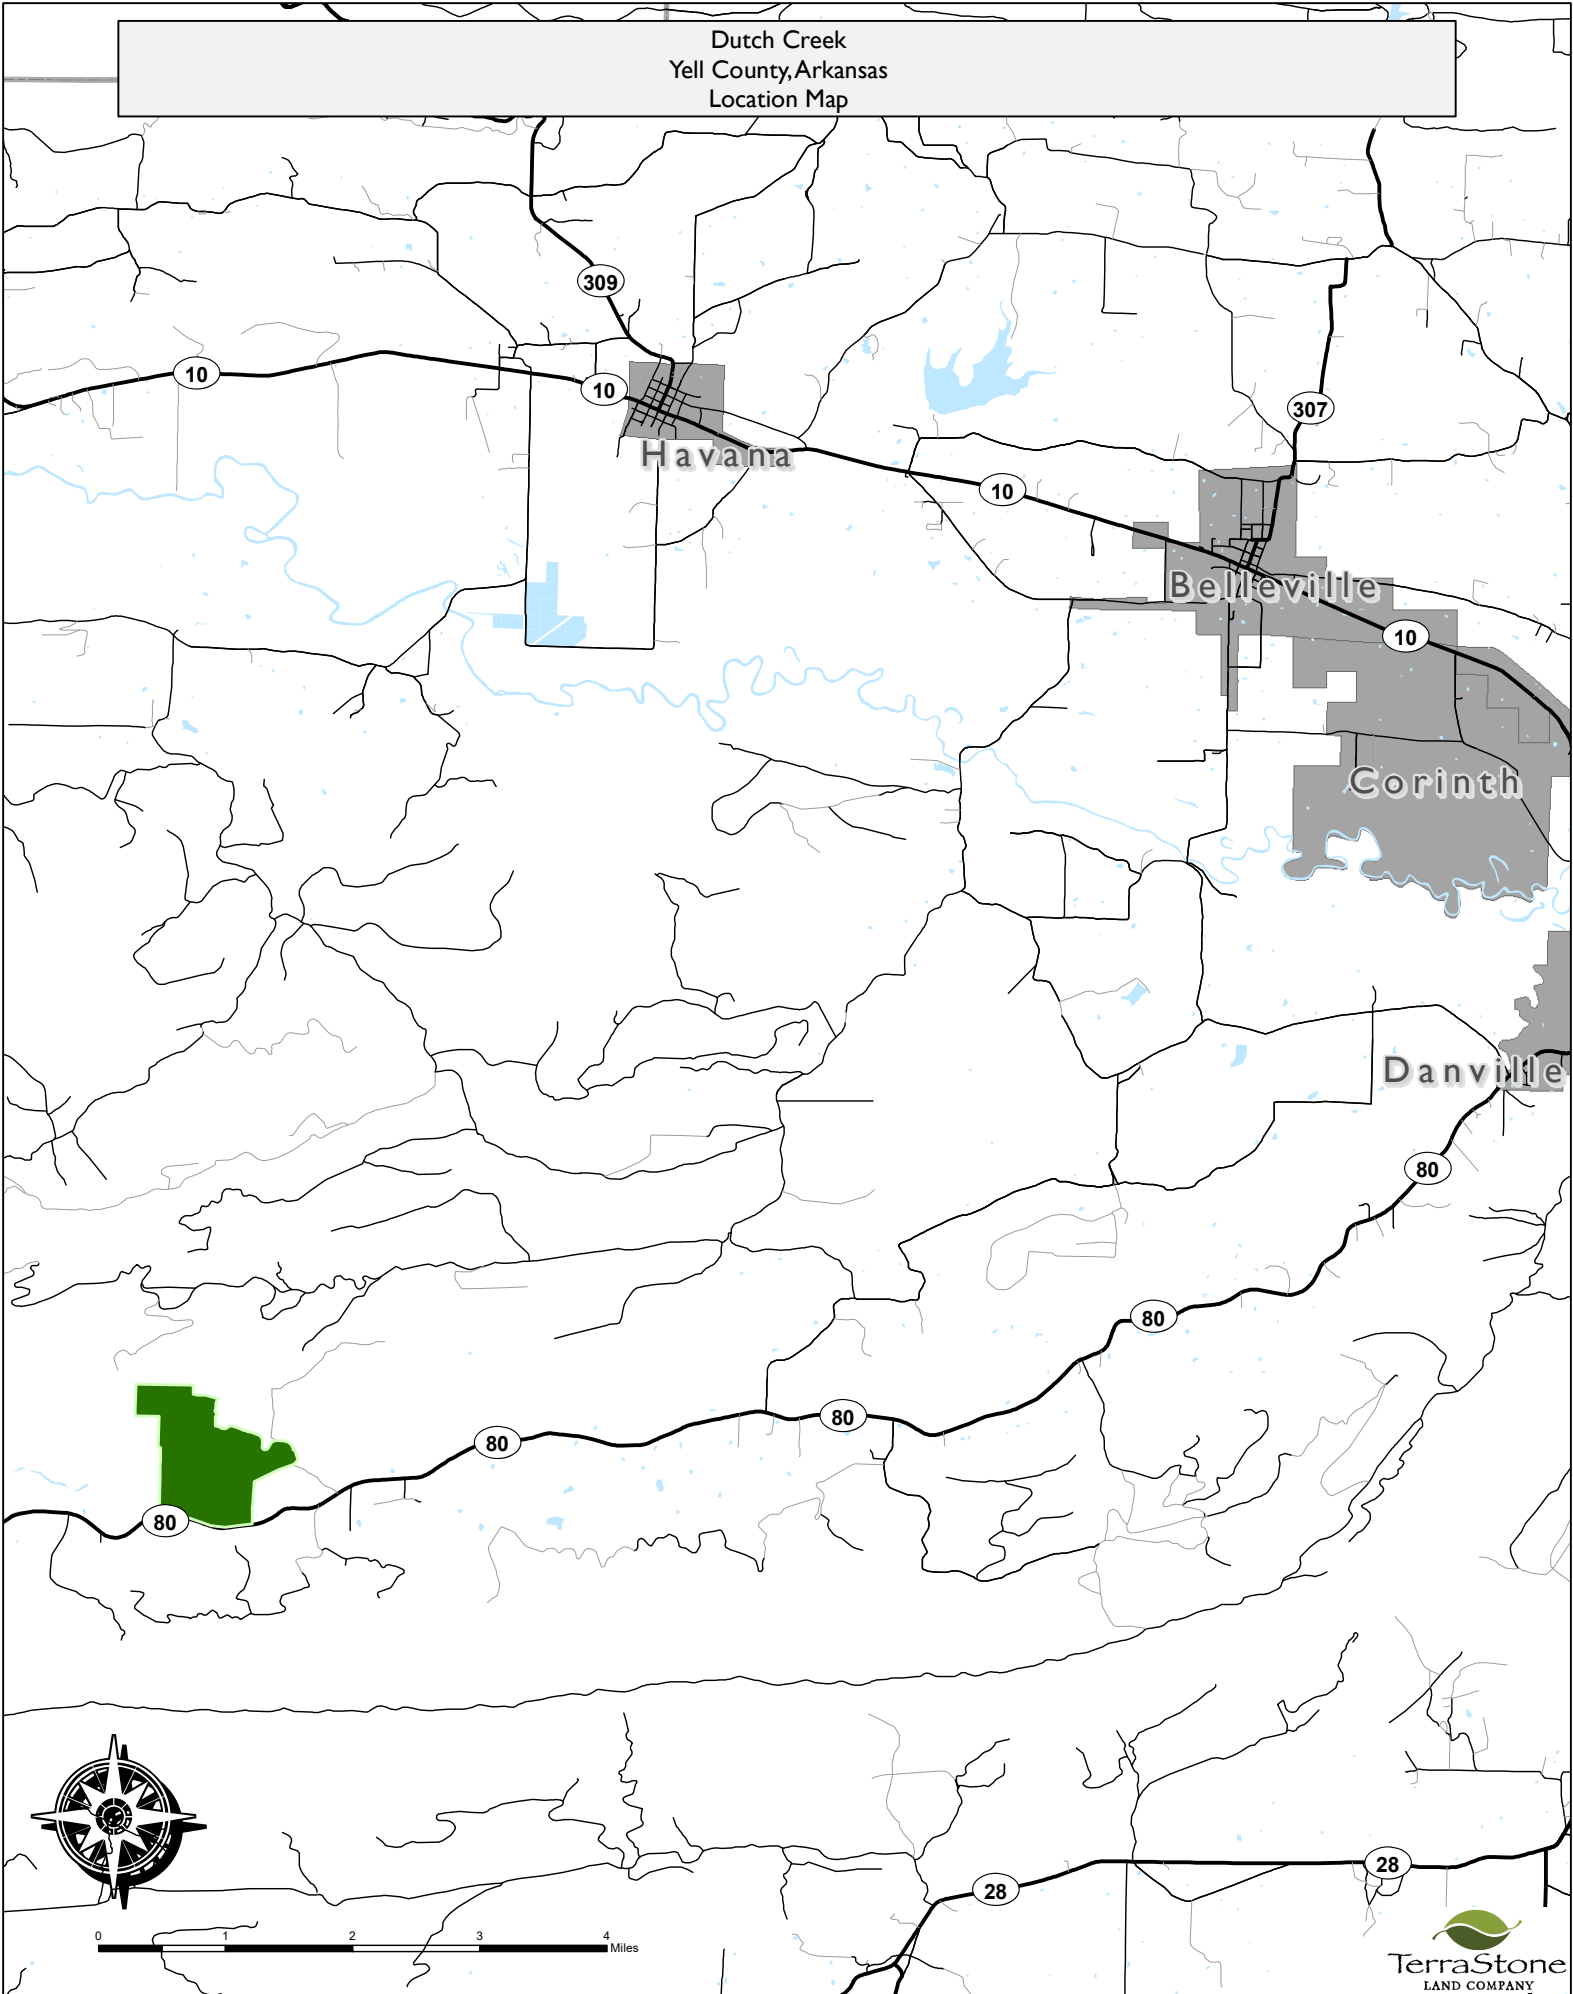 Dutch Creek
Yell County, Arkansas
Location Map
309
10
10
307
Havana
10
Belleville
10
Corinth
Danville
80
80
80
80
80
28
28
0 1 2 3 4
Miles
TerraStone
LAND COMPANY